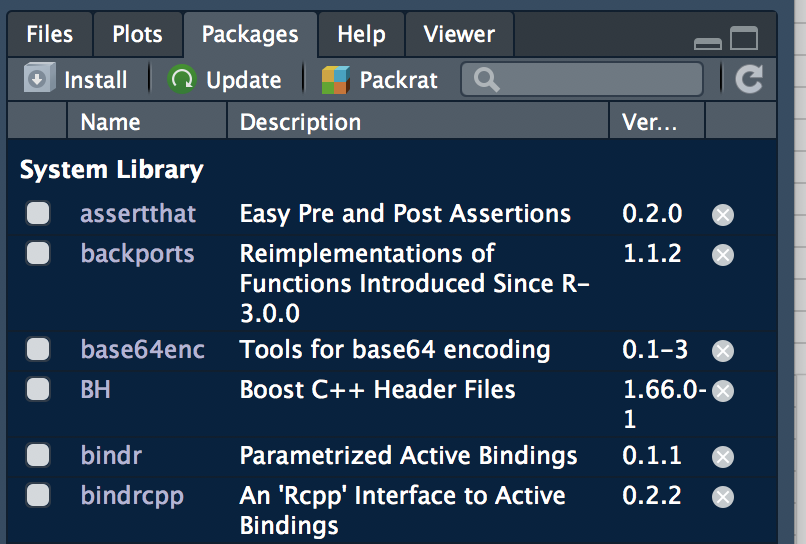 Files Plots Packages Help Viewer
Install Update Packrat
Name Description Ver...
System Library
assertthat Easy Pre and Post Assertions 0.2.0
backports Reimplementations of 1.1.2
Functions Introduced Since R-
3.0.0
base64enc Tools for base64 encoding 0.1-3
BH Boost C++ Header Files 1.66.0-
1
bindr Parametrized Active Bindings 0.1.1
bindrcpp An 'Rcpp' Interface to Active 0.2.2
Bindings